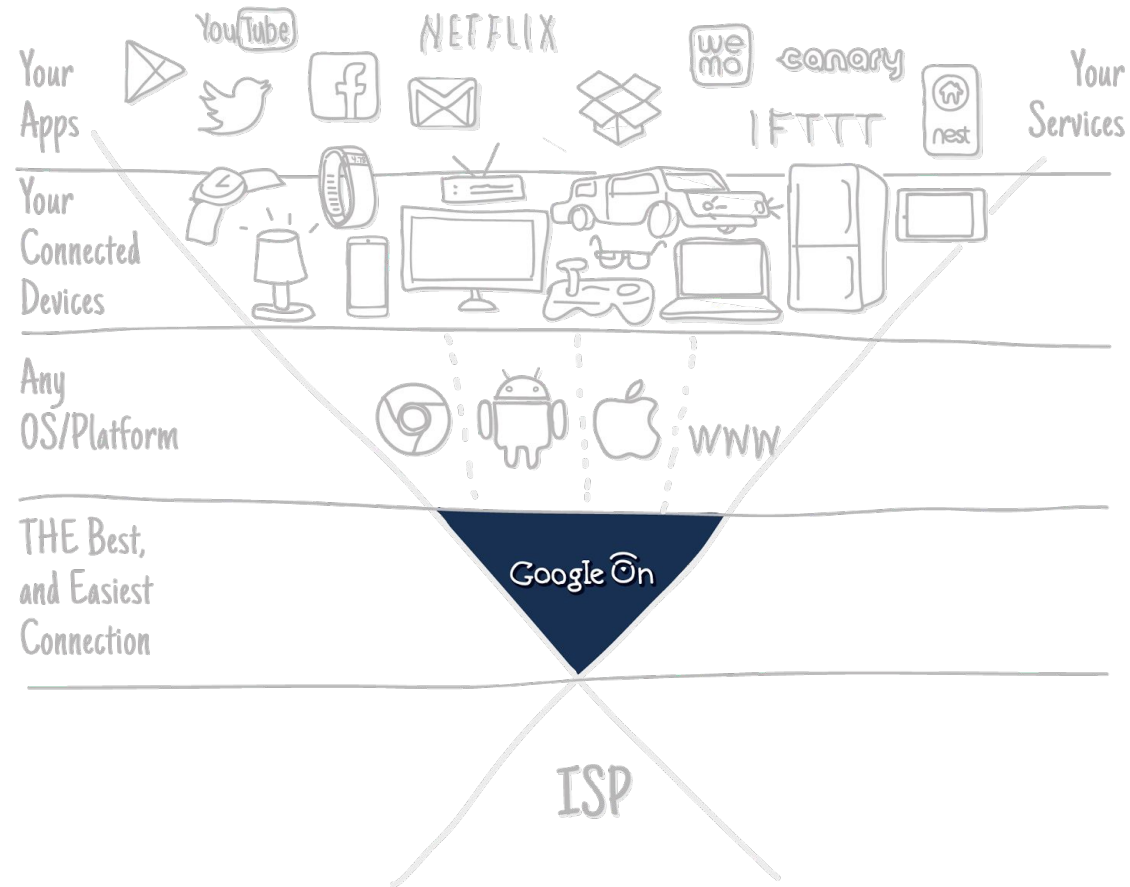 YouTube
NETFLIX
we
mo
canary
IFTTT
nest
Your
Apps
Your
Services
Your
Connected
Devices
Any
OS/Platform
www
THE Best,
and Easiest
Connection
Google On
ISP